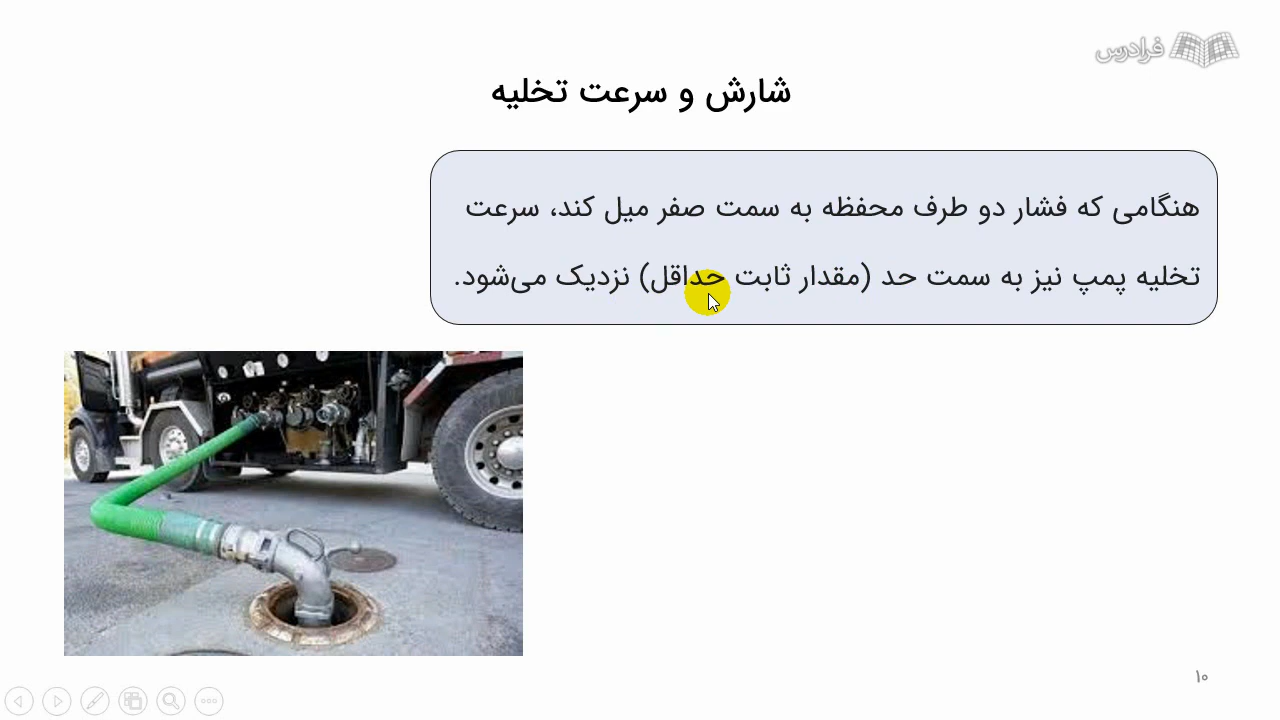 فرادرس
شارش و سرعت تخلیه
هنگامی که فشار دو طرف محفظه به سمت صفر میل کند، سرعت
تخلیه پمپ نیز به سمت حد (مقدار ثابت حداقل) نزدیک می‌شود.
۱۰